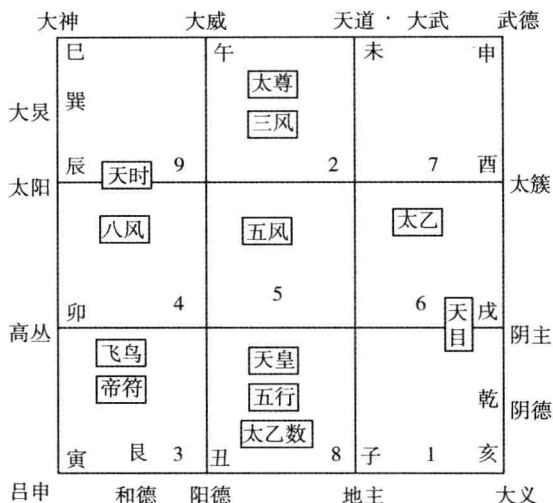 大神 大威 天道·大武 武德
巳 午 未 申
太尊
大炅 巽 三风
辰 天时 9 2 7 酉
太阳 太簇
八风 五风 太乙
卯 4 5 6 戌
天目
高丛 阴主
飞鸟 天皇
帝符 五行 乾 阴德
太乙数
寅 艮 3 丑 8 子 1 亥
吕申 和德 阳德 地主 大义